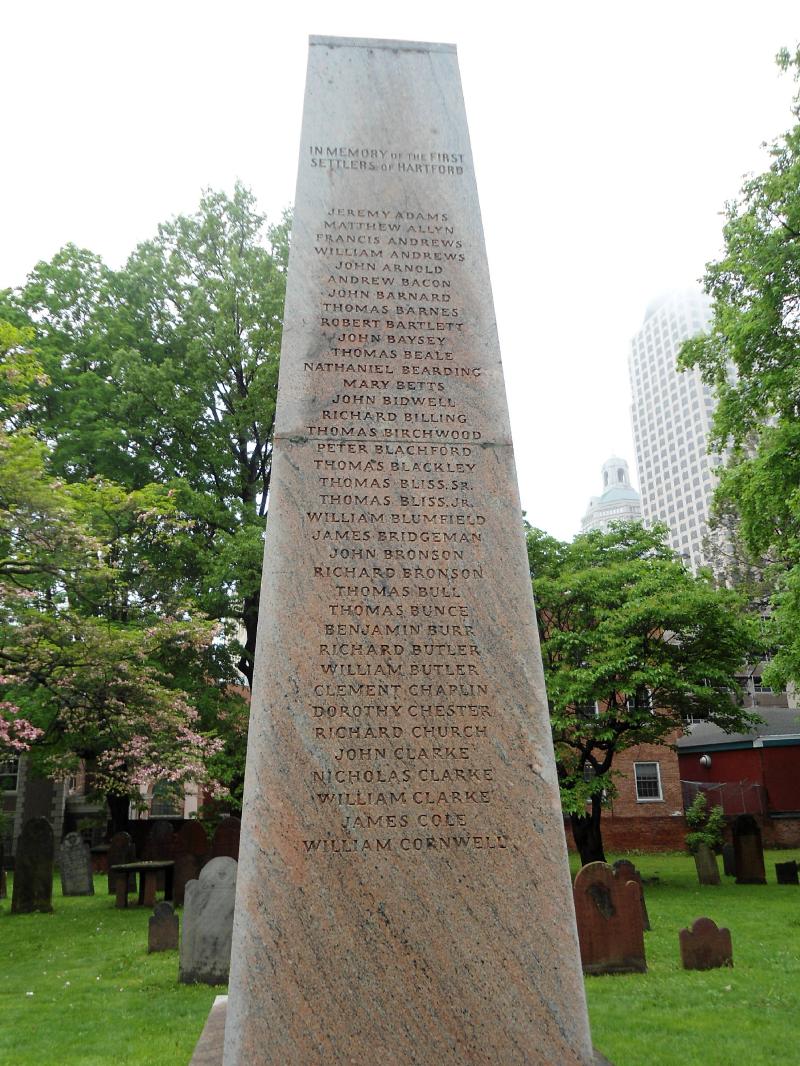 IN MEMORY OF THE FIRST
SETTLERS OF HARTFORD
JEREMY ADAMS
MATTHEW ALLYN
FRANCIS ANDREWS
WILLIAM ANDREWS
JOHN ARNOLD
ANDREW BACON
JOHN BARNARD
THOMAS BARNES
ROBERT BARTLETT
JOHN BAYSEY
THOMAS BEALE
NATHANIEL BEARDING
MARY BETTS
JOHN BIDWELL
RICHARD BILLING
THOMAS BIRCHWOOD
PETER BLACHFORD
THOMAS BLACKLEY
THOMAS BLISS, SR.
THOMAS BLISS, JR.
WILLIAM BLUMFIELD
JAMES BRIDGEMAN
JOHN BRONSON
RICHARD BRONSON
THOMAS BULL
THOMAS BUNCE
BENJAMIN BURR
RICHARD BUTLER
WILLIAM BUTLER
CLEMENT CHAPLIN
DOROTHY CHESTER
RICHARD CHURCH
JOHN CLARKE
NICHOLAS CLARKE
WILLIAM CLARKE
JAMES COLE
WILLIAM CORNWELL